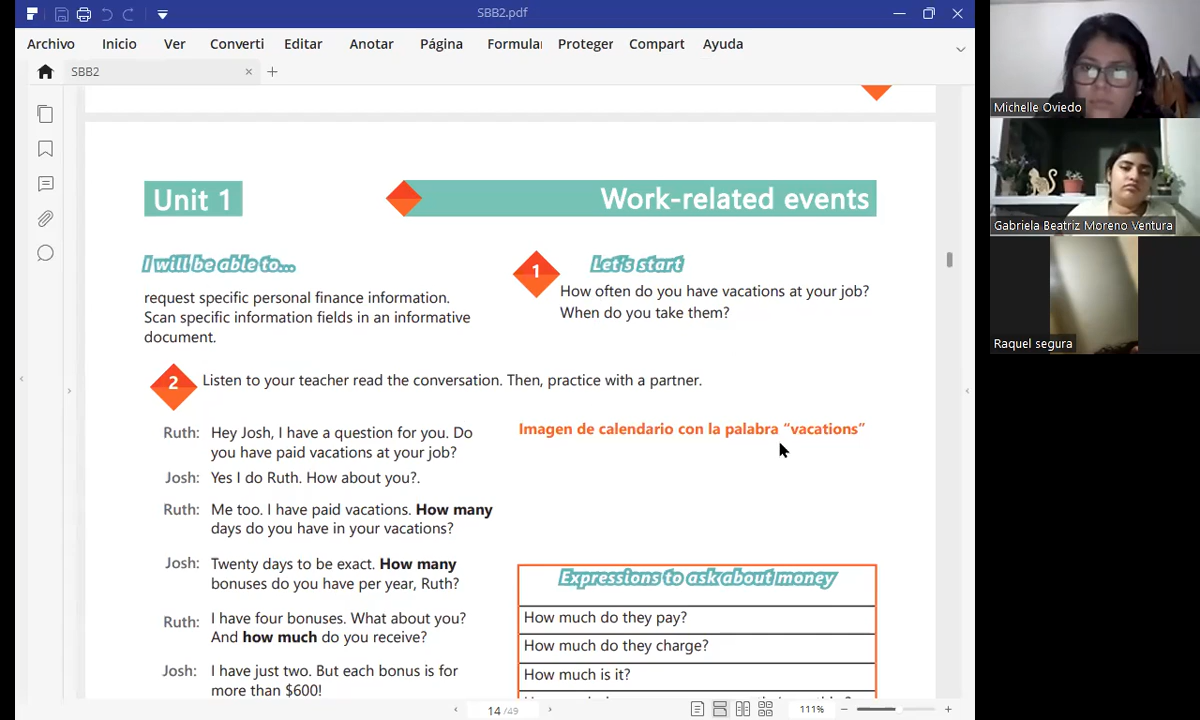 SBB2.pdf
Archivo Inicio Ver Converti Editar Anotar Página Formular Proteger Compart Ayuda
SBB2
Unit 1
Work-related events
I will be able to...
request specific personal finance information.
Scan specific information fields in an informative
document.
1
Let's start
How often do you have vacations at your job?
When do you take them?
2
Listen to your teacher read the conversation. Then, practice with a partner.
Ruth: Hey Josh, I have a question for you. Do
you have paid vacations at your job?
Josh: Yes I do Ruth. How about you?.
Ruth: Me too. I have paid vacations. How many
days do you have in your vacations?
Josh: Twenty days to be exact. How many
bonuses do you have per year, Ruth?
Ruth: I have four bonuses. What about you?
And how much do you receive?
Josh: I have just two. But each bonus is for
more than $600!
Imagen de calendario con la palabra “vacations”
Expressions to ask about money
How much do they pay?
How much do they charge?
How much is it?
14 /49
111%
Michelle Oviedo
Gabriela Beatriz Moreno Ventura
Raquel segura